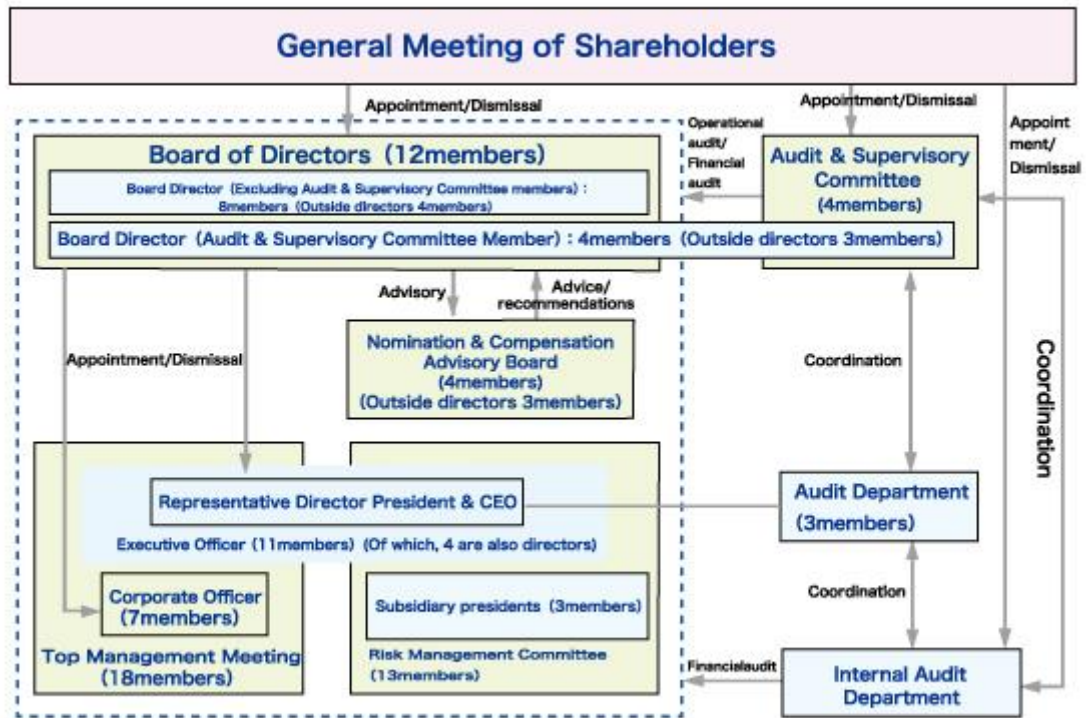 General Meeting of Shareholders
Appointment/Dismissal
Appointment/Dismissal
Appoint
ment/
Dismissal
Operational
audit/
Financial
audit
Board of Directors (12members)
Board Director (Excluding Audit & Supervisory Committee members):
8members (Outside directors 4members)
Board Director (Audit & Supervisory Committee Member): 4members (Outside directors 3members)
Audit & Supervisory
Committee
(4members)
Advisory
Advice/
recommendations
Nomination & Compensation
Advisory Board
(4members)
(Outside directors 3members)
Appointment/Dismissal
Coordination
Coordination
Representative Director President & CEO
Executive Officer (11members) (Of which, 4 are also directors)
Audit Department
(3members)
Corporate Officer
(7members)
Subsidiary presidents (3members)
Coordination
Top Management Meeting
(18members)
Risk Management Committee
(13members)
Financialaudit
Internal Audit
Department